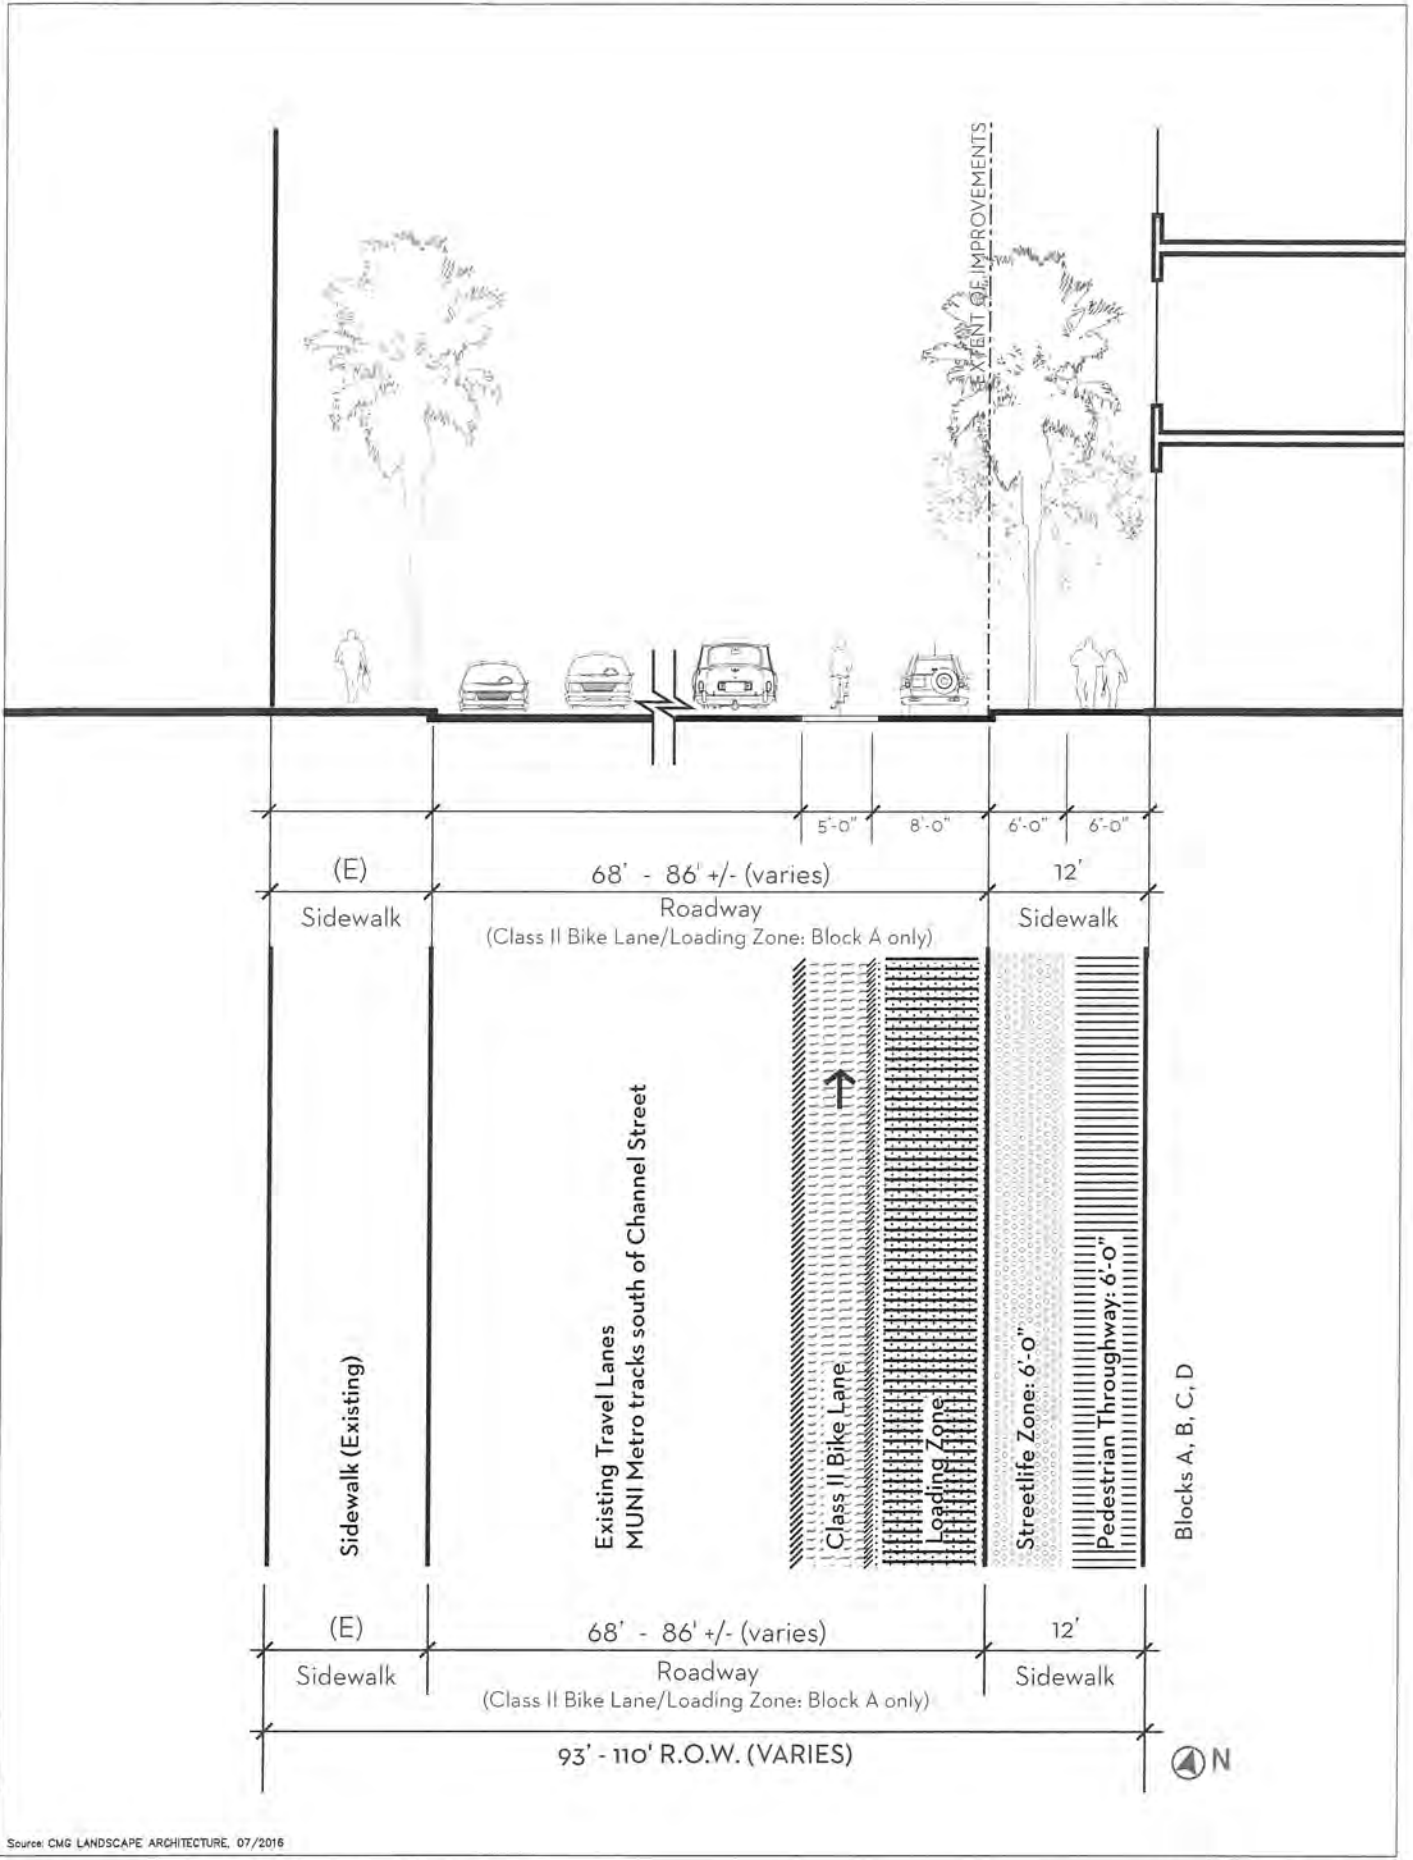 EXTENT OF IMPROVEMENTS
5'-0" 8'-0" 6'-0" 6'-0"
(E) 68' - 86' +/- (varies) 12'
Sidewalk Roadway Sidewalk
(Class II Bike Lane/Loading Zone: Block A only)
Sidewalk (Existing)
Existing Travel Lanes
MUNI Metro tracks south of Channel Street
Class II Bike Lane
Loading Zone
Streetlife Zone: 6'-0"
Pedestrian Throughway: 6'-0"
Blocks A, B, C, D
(E) 68' - 86' +/- (varies) 12'
Sidewalk Roadway Sidewalk
(Class II Bike Lane/Loading Zone: Block A only)
93' - 110' R.O.W. (VARIES)
N
Source: CMG LANDSCAPE ARCHITECTURE, 07/2016